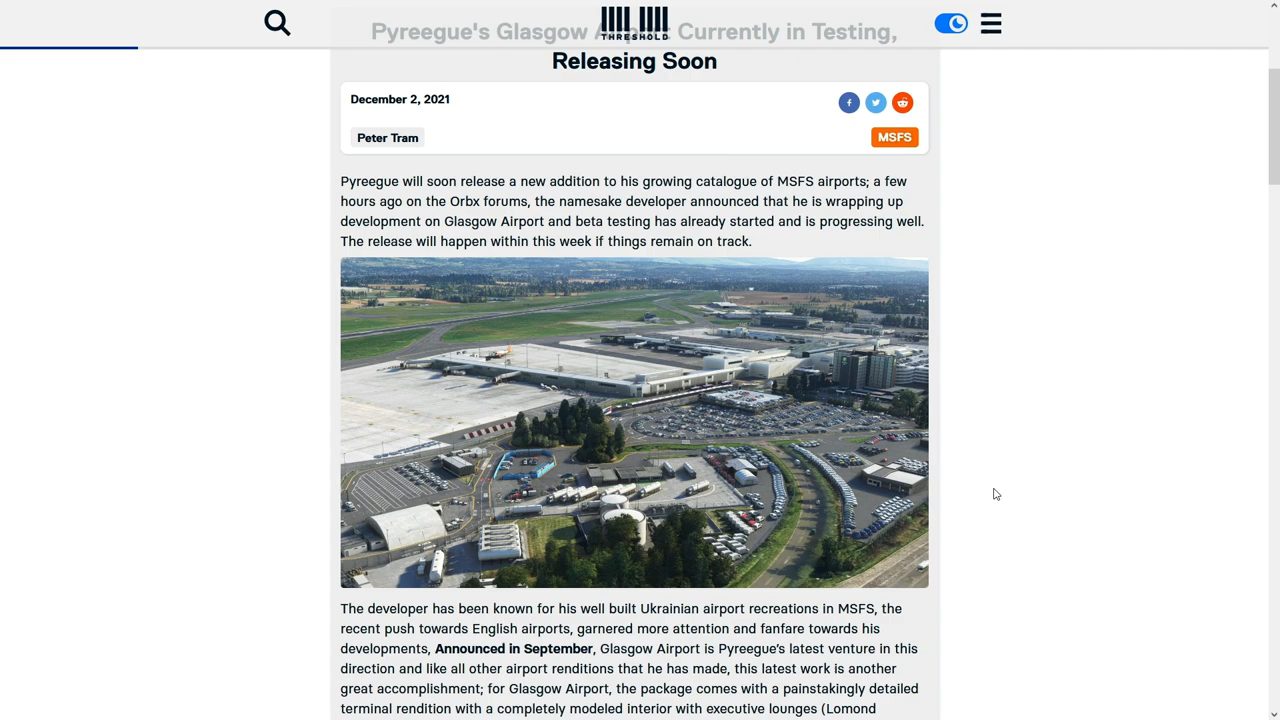 Pyreegue's Glasgow Airport Currently in Testing,
THRESHOLD
Releasing Soon
December 2, 2021
Peter Tram
MSFS
Pyreegue will soon release a new addition to his growing catalogue of MSFS airports; a few
hours ago on the Orbx forums, the namesake developer announced that he is wrapping up
development on Glasgow Airport and beta testing has already started and is progressing well.
The release will happen within this week if things remain on track.
The developer has been known for his well built Ukrainian airport recreations in MSFS, the
recent push towards English airports, garnered more attention and fanfare towards his
developments, Announced in September, Glasgow Airport is Pyreegue's latest venture in this
direction and like all other airport renditions that he has made, this latest work is another
great accomplishment; for Glasgow Airport, the package comes with a painstakingly detailed
terminal rendition with a completely modeled interior with executive lounges (Lomond